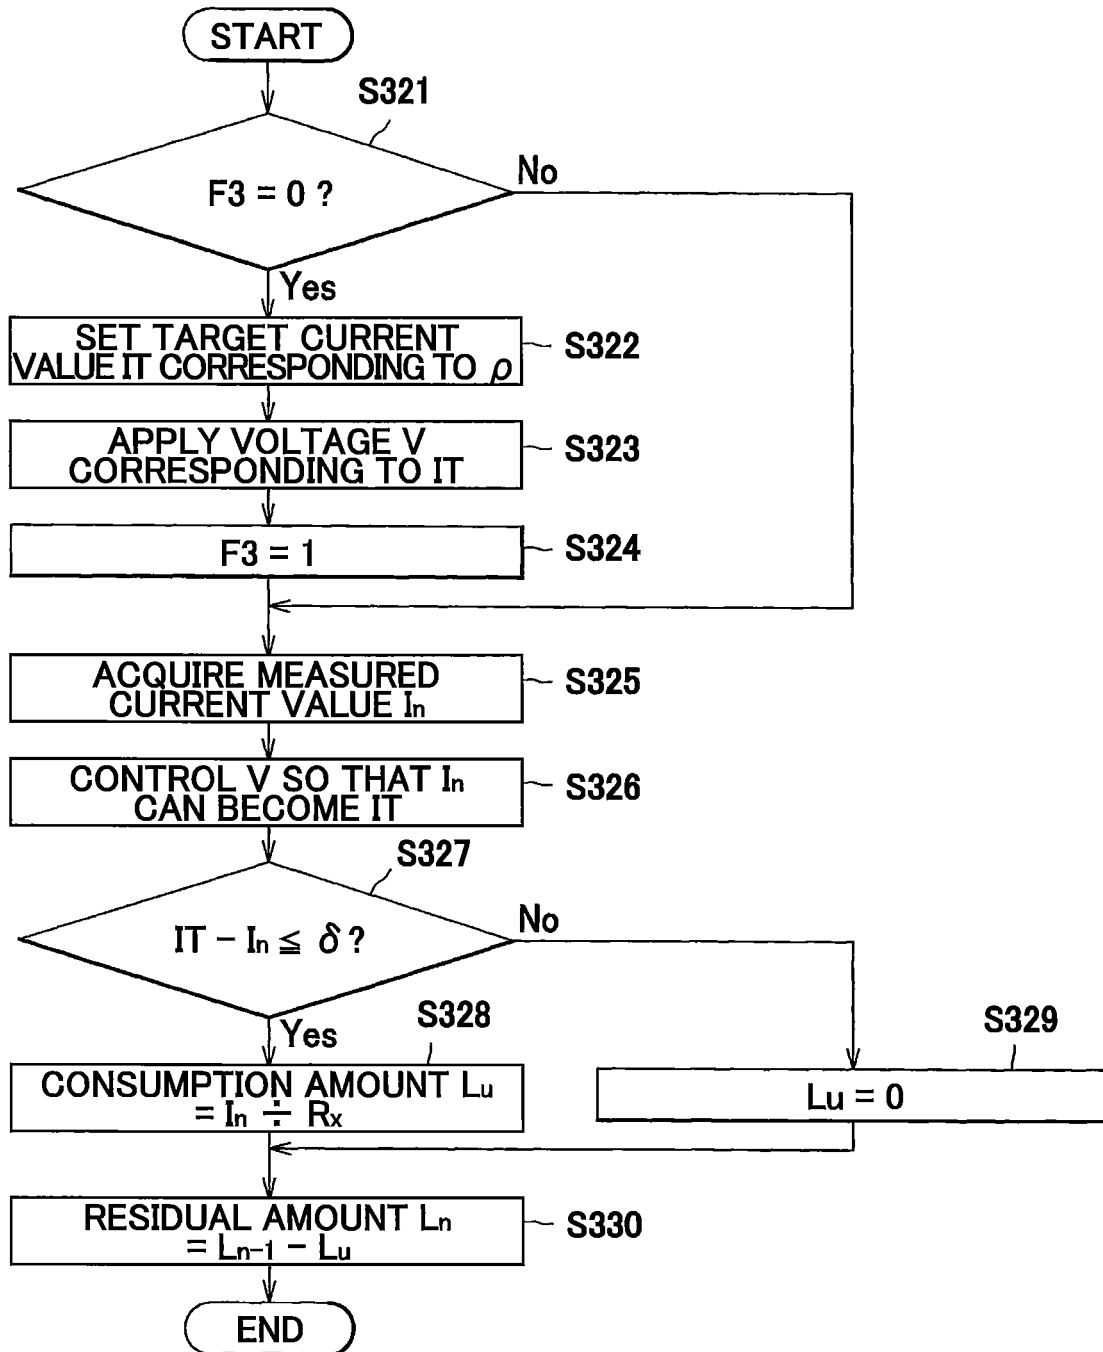 START
S321
F3 = 0 ?
No
Yes
SET TARGET CURRENT
VALUE IT CORRESPONDING TO ρ
S322
APPLY VOLTAGE V
CORRESPONDING TO IT
S323
F3 = 1
S324
ACQUIRE MEASURED
CURRENT VALUE In
S325
CONTROL V SO THAT In
CAN BECOME IT
S326
S327
IT − In ≦ δ ?
No
Yes
S328
CONSUMPTION AMOUNT Lu
= In ÷ Rx
S329
Lu = 0
RESIDUAL AMOUNT Ln
= Ln-1 − Lu
S330
END